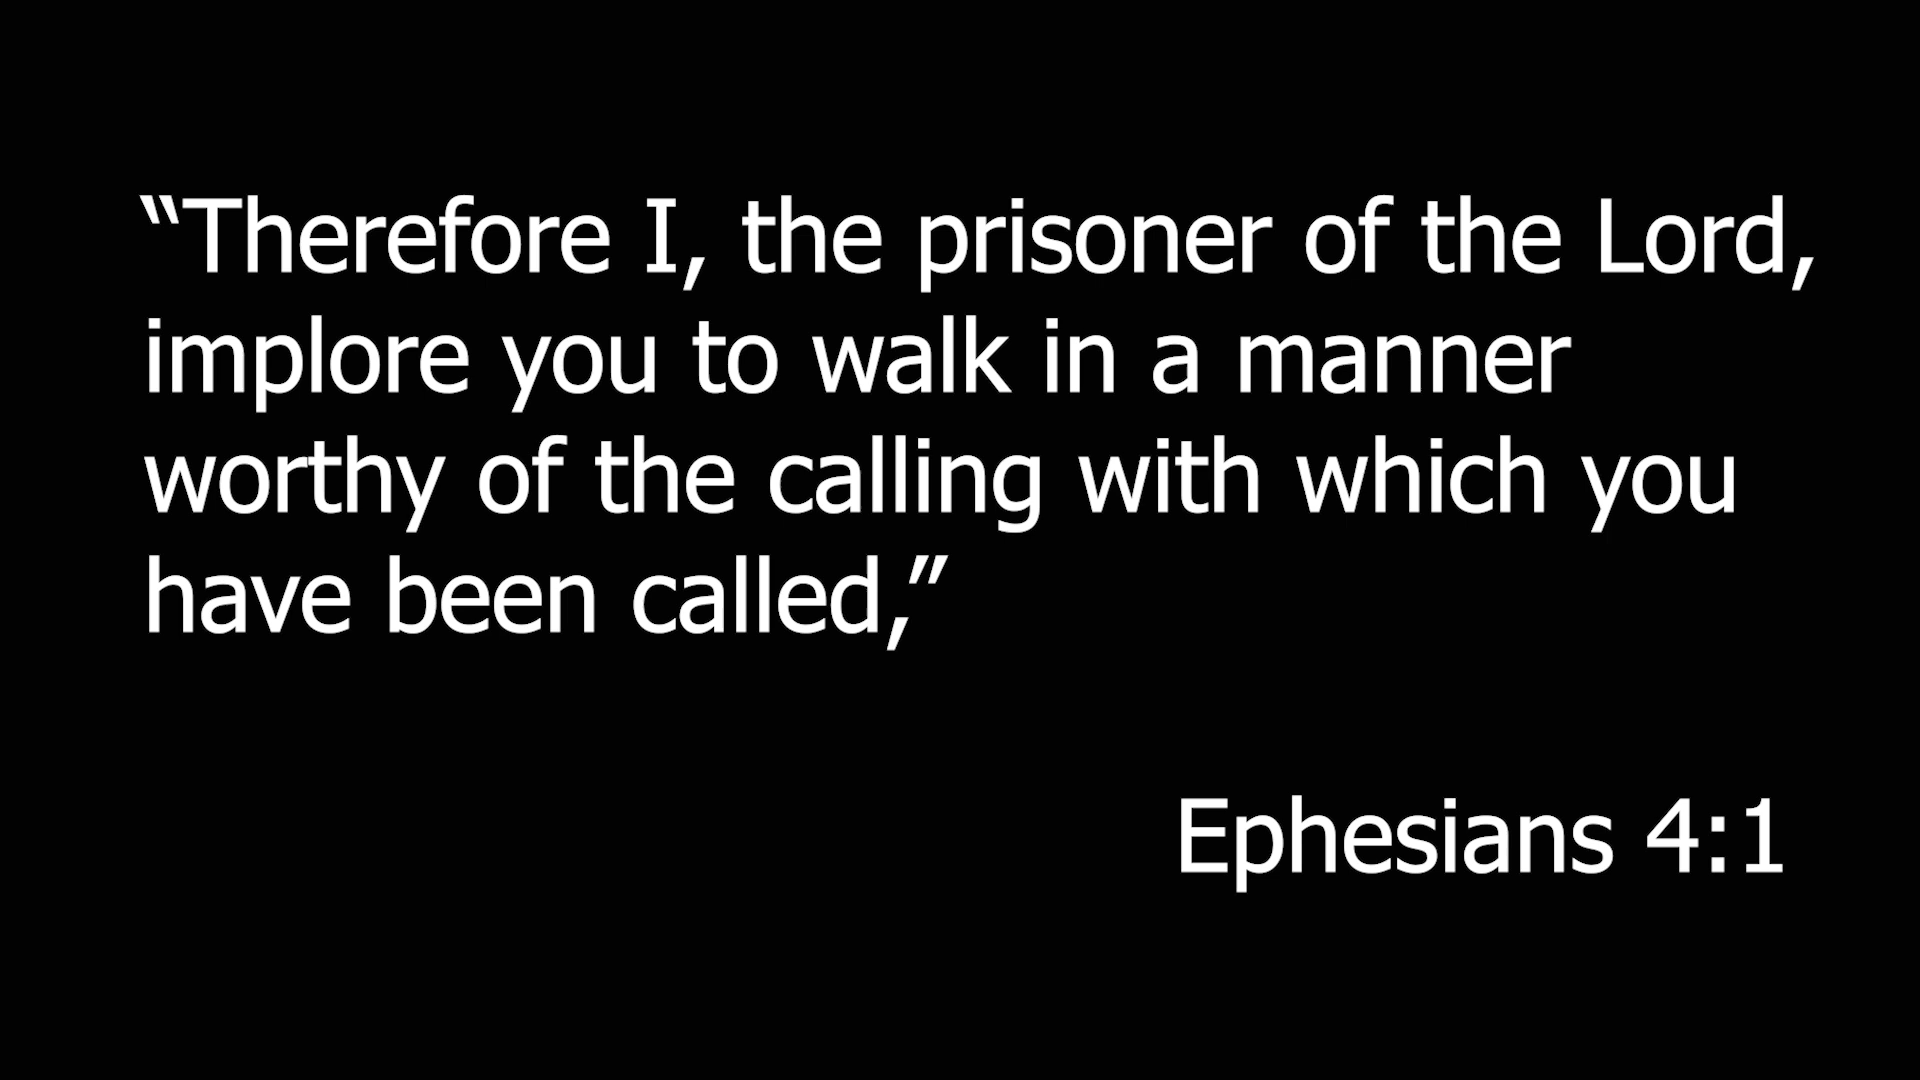 “Therefore I, the prisoner of the Lord,
implore you to walk in a manner
worthy of the calling with which you
have been called,”
Ephesians 4:1